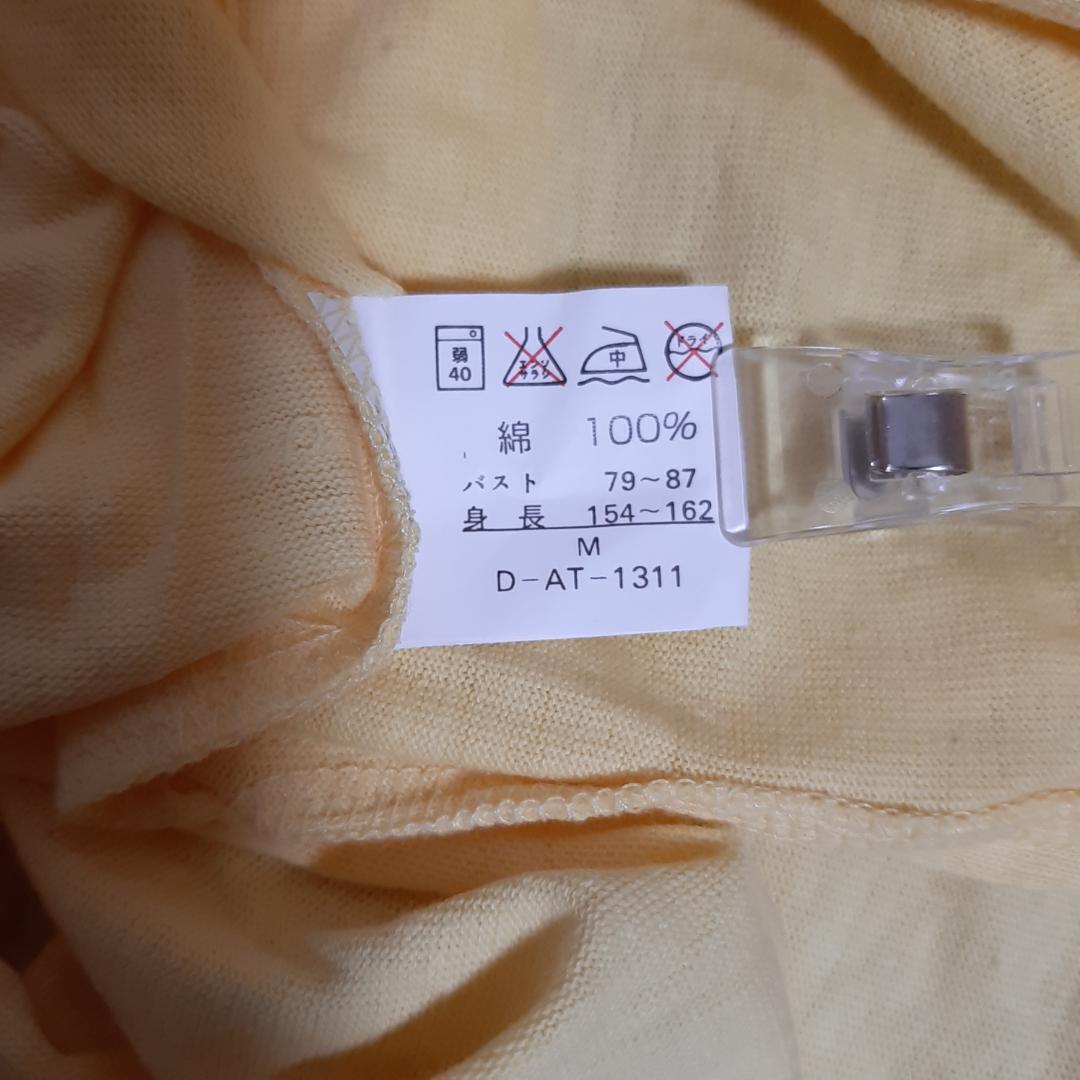 弱 エンソ 中 ドライ
40 サラシ
綿 100%
バスト 79~87
身長 154~162
M
D-AT-1311